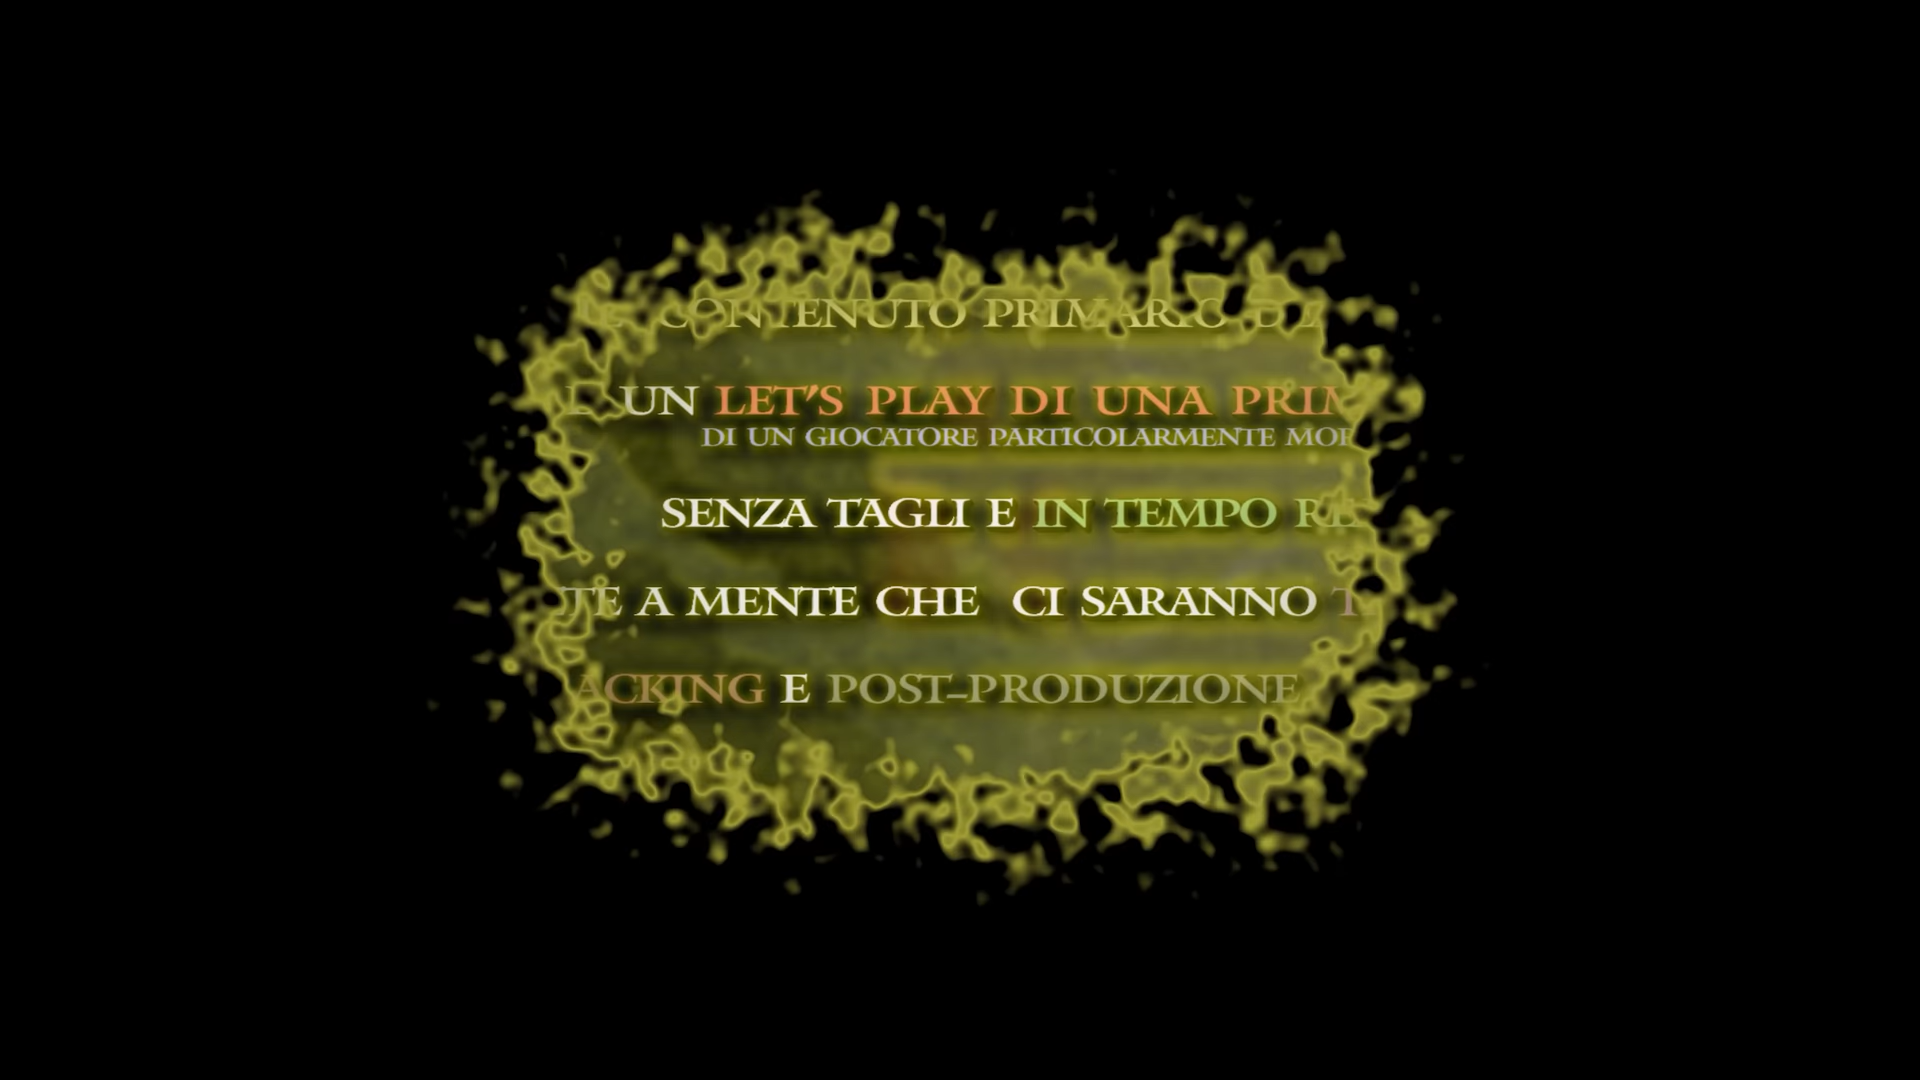 CONTENUTO PRIMARIO
UN LET'S PLAY DI UNA
DI UN GIOCATORE PARTICOLARMENTE
SENZA TAGLI E IN TEMPO
A MENTE CHE CI SARANNO
E POST-PRODUZIONE